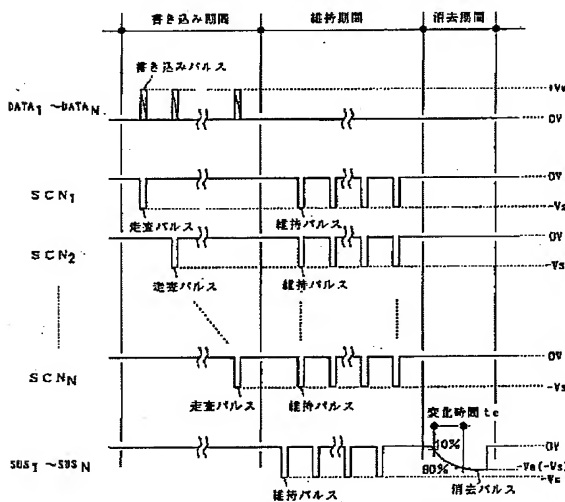 書き込み期間 維持期間 消去期間
書き込みパルス
+Vw
DATA1 ~DATAN 0V
SCN1 0V
-Vs
走査パルス 維持パルス
SCN2 0V
-Vs
走査パルス 維持パルス
SCNN 0V
-Vs
走査パルス 維持パルス
変化時間 tc
SUS1 ~SUSN 10% 0V
90% -Ve(-Vs)
維持パルス 消去パルス